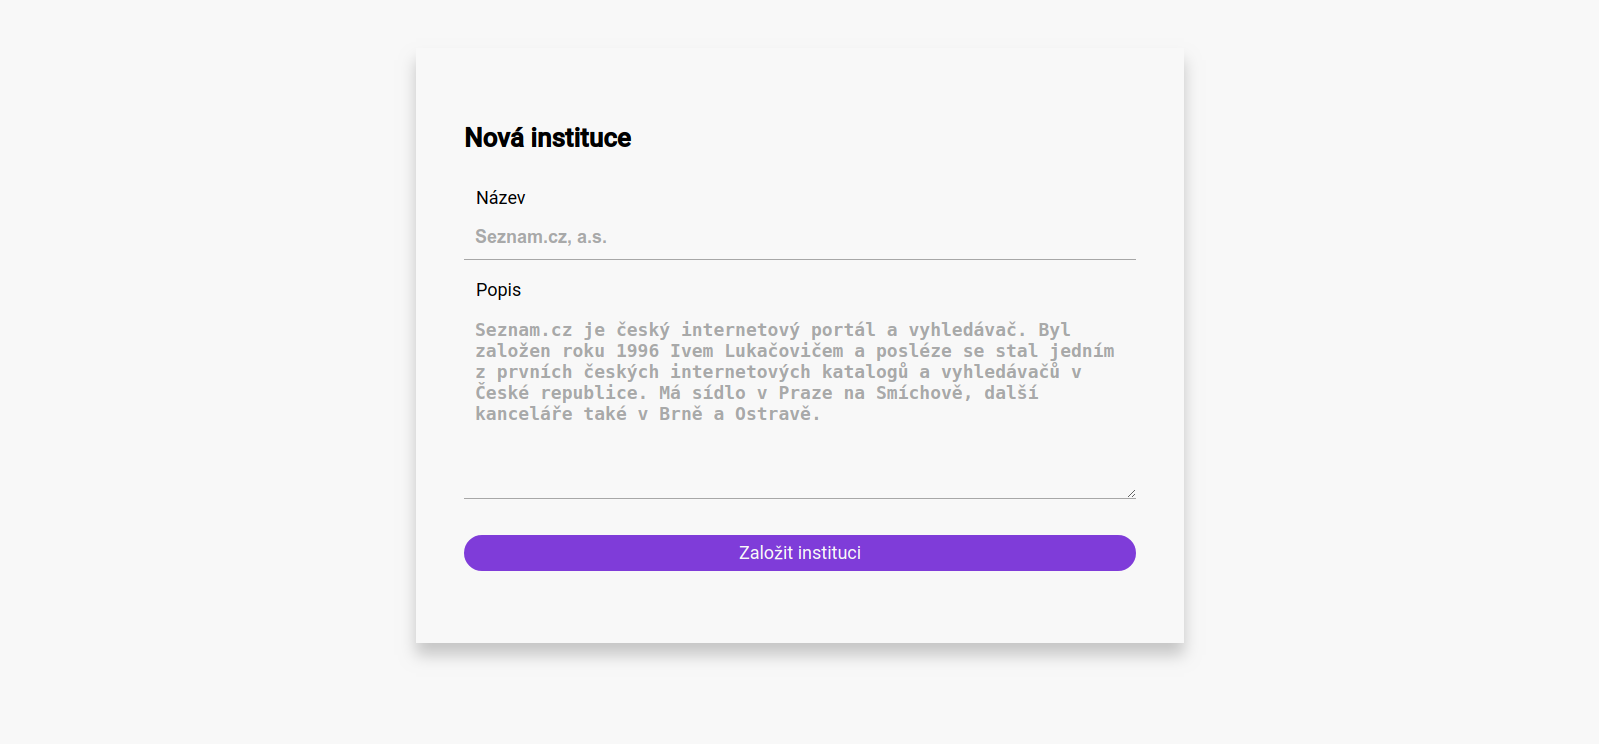 Nová instituce
Název
Seznam.cz, a.s.
Popis
Seznam.cz je český internetový portál a vyhledávač. Byl
založen roku 1996 Ivem Lukačovičem a posléze se stal jedním
z prvních českých internetových katalogů a vyhledávačů v
České republice. Má sídlo v Praze na Smíchově, další
kanceláře také v Brně a Ostravě.
Založit instituci